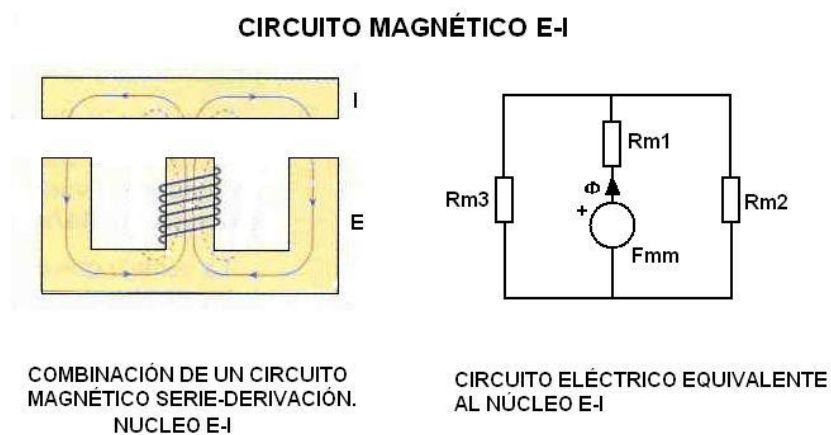 CIRCUITO MAGNÉTICO E-I
I
E
Rm1
Φ
+
Rm3
Rm2
Fmm
COMBINACIÓN DE UN CIRCUITO
MAGNÉTICO SERIE-DERIVACIÓN.
NUCLEO E-I
CIRCUITO ELÉCTRICO EQUIVALENTE
AL NÚCLEO E-I